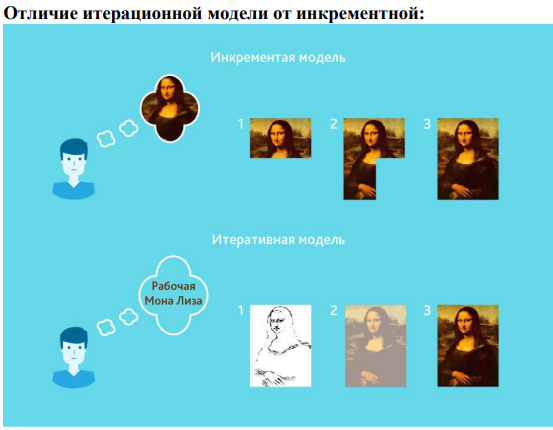 Отличие итерационной модели от инкрементной:
Инкрементая модель
1 2 3
Итеративная модель
Рабочая
Мона Лиза
1 2 3